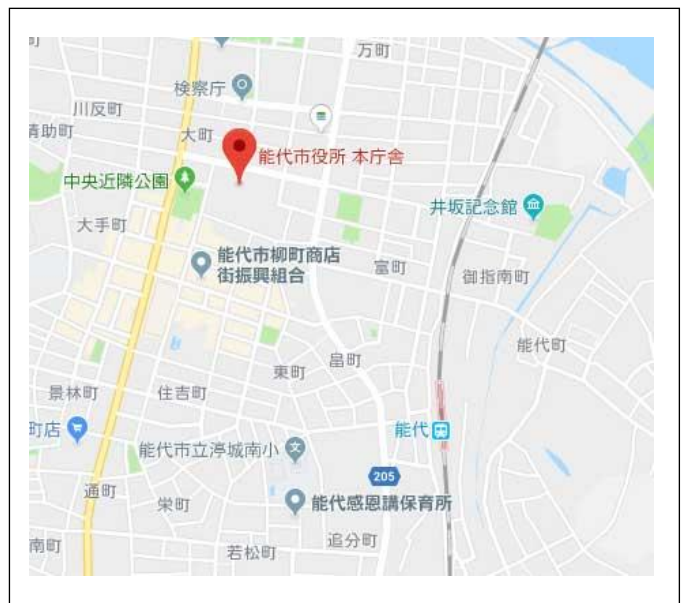 万町
検察庁
川反町
清助町
大町
能代市役所 本庁舎
中央近隣公園
井坂記念館
大手町
能代市柳町商店
街振興組合
富町
御指南町
能代町
畠町
東町
景林町
住吉町
町店
能代
能代市立渟城南小
205
通町
栄町
能代感恩講保育所
追分町
南町
若松町